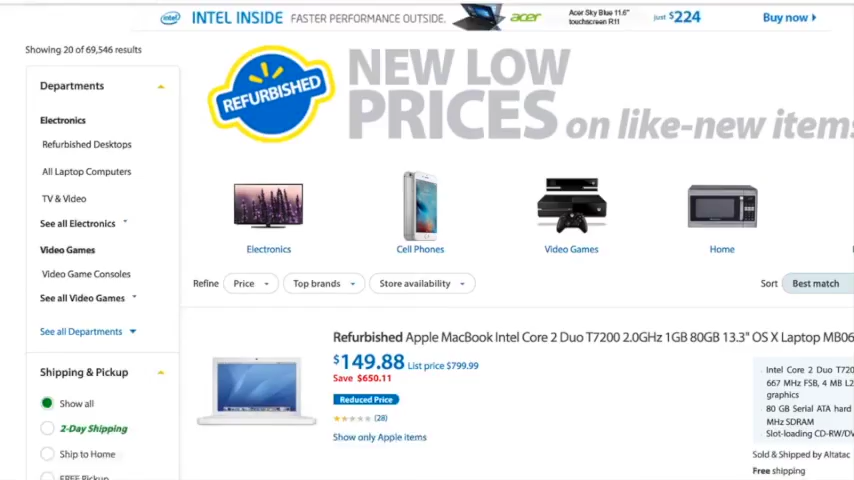 intel INTEL INSIDE FASTER PERFORMANCE OUTSIDE. acer Acer Sky Blue 11.6" touchscreen R11 just $224 Buy now
Showing 20 of 69,546 results
Departments
Electronics
Refurbished Desktops
All Laptop Computers
TV & Video
See all Electronics
Video Games
Video Game Consoles
See all Video Games
See all Departments
Shipping & Pickup
Show all
2-Day Shipping
Ship to Home
FREE Pickup
REFURBISHED
NEW LOW
PRICES on like-new items
Electronics
Cell Phones
Video Games
Home
Refine Price Top brands Store availability Sort Best match
Refurbished Apple MacBook Intel Core 2 Duo T7200 2.0GHz 1GB 80GB 13.3" OS X Laptop MB06
$149.88 List price $799.99
Save $650.11
Reduced Price
(28)
Show only Apple items
Intel Core 2 Duo T720
667 MHz FSB, 4 MB L2
graphics
80 GB Serial ATA hard
MHz SDRAM
Slot-loading CD-RW/DV
Sold & Shipped by Altatac
Free shipping